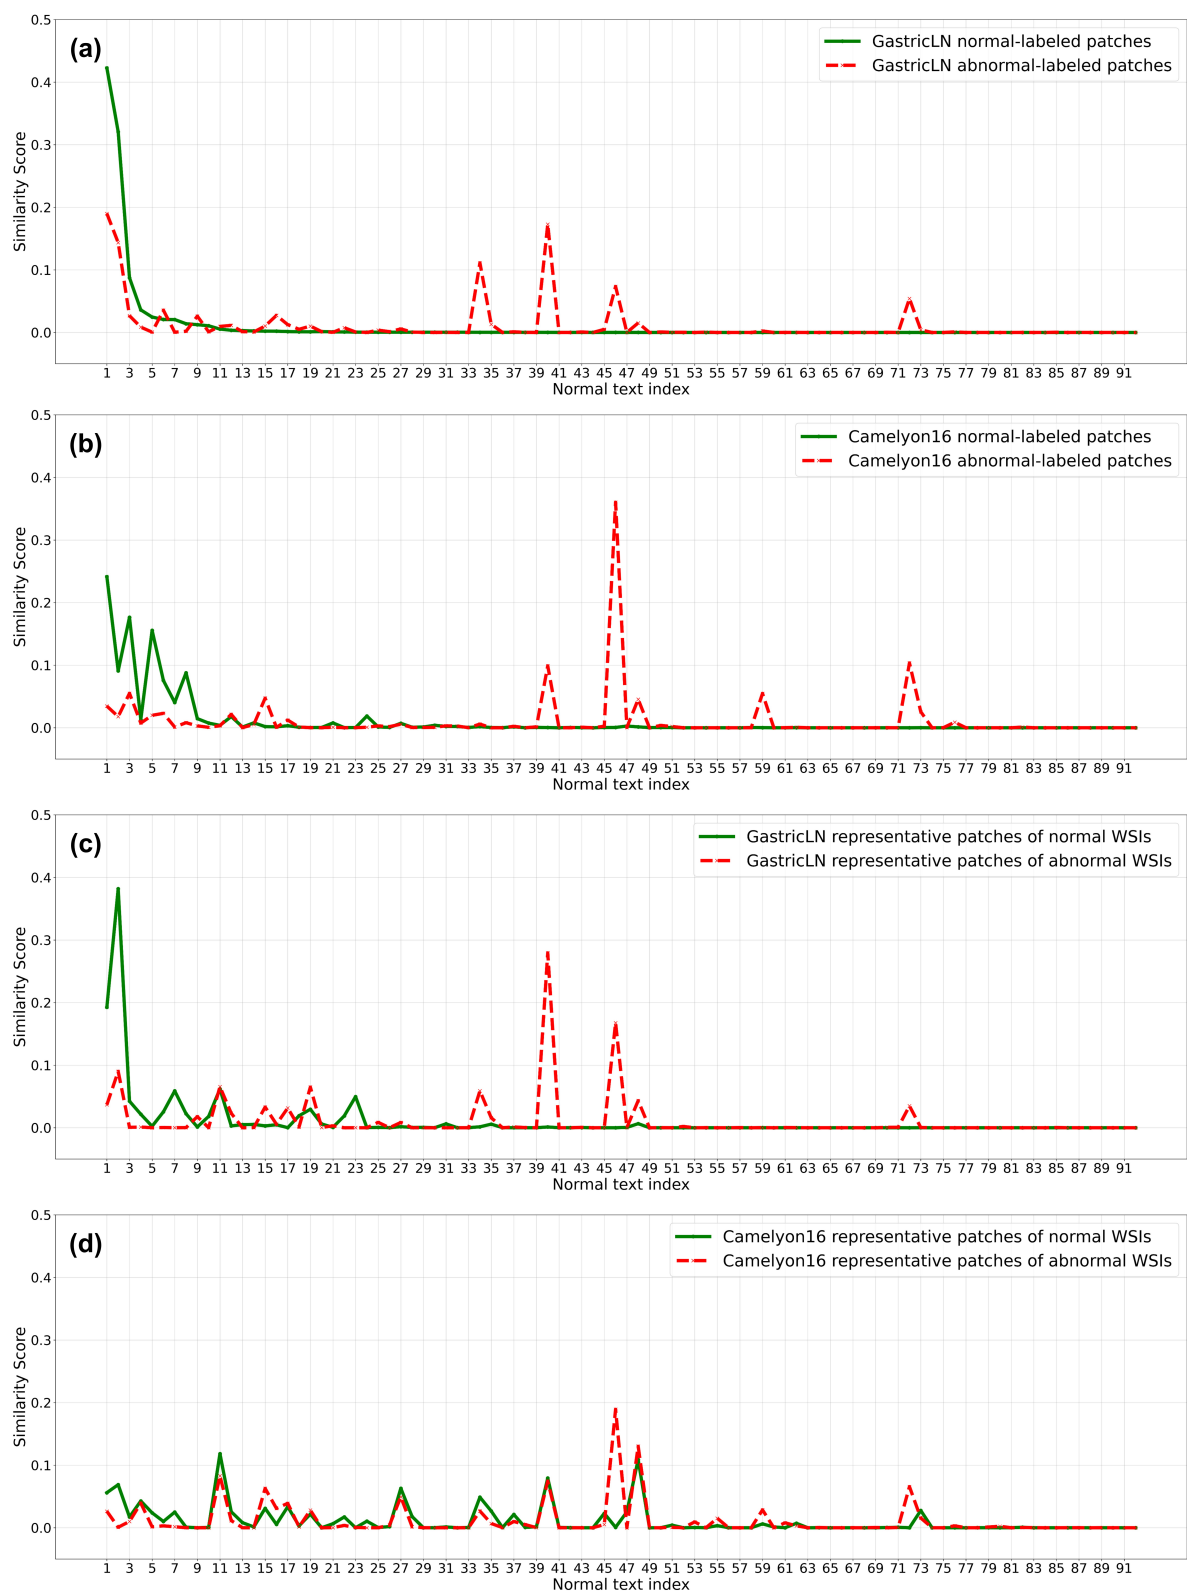 (a)
GastricLN normal-labeled patches
GastricLN abnormal-labeled patches
Similarity Score
0.5
0.4
0.3
0.2
0.1
0.0
1 3 5 7 9 11 13 15 17 19 21 23 25 27 29 31 33 35 37 39 41 43 45 47 49 51 53 55 57 59 61 63 65 67 69 71 73 75 77 79 81 83 85 87 89 91
Normal text index
(b)
Camelyon16 normal-labeled patches
Camelyon16 abnormal-labeled patches
Similarity Score
0.5
0.4
0.3
0.2
0.1
0.0
1 3 5 7 9 11 13 15 17 19 21 23 25 27 29 31 33 35 37 39 41 43 45 47 49 51 53 55 57 59 61 63 65 67 69 71 73 75 77 79 81 83 85 87 89 91
Normal text index
(c)
GastricLN representative patches of normal WSIs
GastricLN representative patches of abnormal WSIs
Similarity Score
0.5
0.4
0.3
0.2
0.1
0.0
1 3 5 7 9 11 13 15 17 19 21 23 25 27 29 31 33 35 37 39 41 43 45 47 49 51 53 55 57 59 61 63 65 67 69 71 73 75 77 79 81 83 85 87 89 91
Normal text index
(d)
Camelyon16 representative patches of normal WSIs
Camelyon16 representative patches of abnormal WSIs
Similarity Score
0.5
0.4
0.3
0.2
0.1
0.0
1 3 5 7 9 11 13 15 17 19 21 23 25 27 29 31 33 35 37 39 41 43 45 47 49 51 53 55 57 59 61 63 65 67 69 71 73 75 77 79 81 83 85 87 89 91
Normal text index